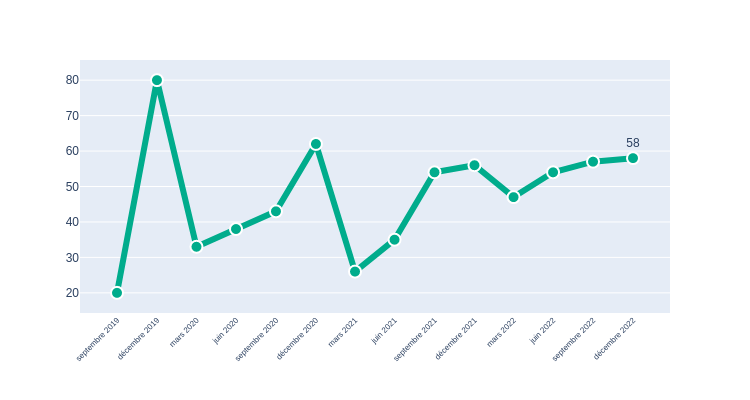 80
70
60
50
40
30
20
58
septembre 2019
décembre 2019
mars 2020
juin 2020
septembre 2020
décembre 2020
mars 2021
juin 2021
septembre 2021
décembre 2021
mars 2022
juin 2022
septembre 2022
décembre 2022